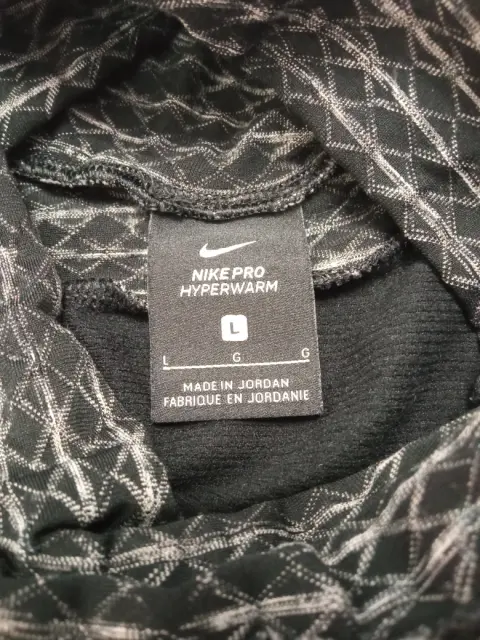 NIKE PRO
HYPERWARM
L
L G G
MADE IN JORDAN
FABRIQUE EN JORDANIE